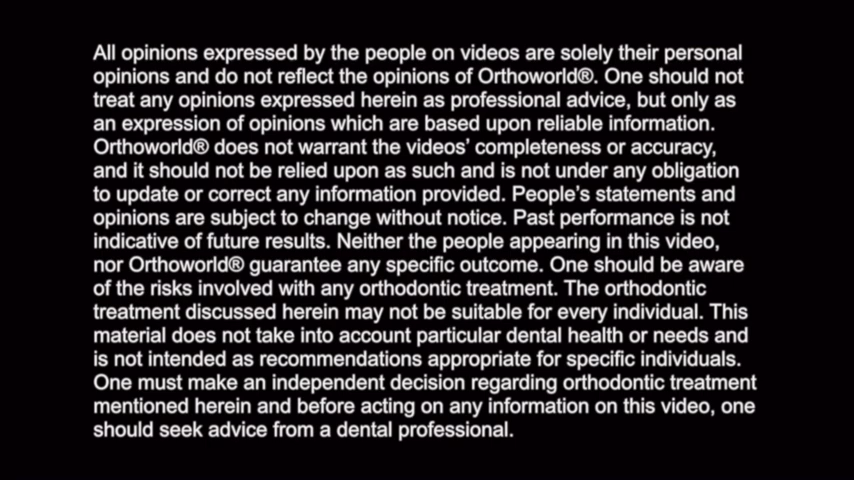 All opinions expressed by the people on videos are solely their personal
opinions and do not reflect the opinions of Orthoworld®. One should not
treat any opinions expressed herein as professional advice, but only as
an expression of opinions which are based upon reliable information.
Orthoworld® does not warrant the videos’ completeness or accuracy,
and it should not be relied upon as such and is not under any obligation
to update or correct any information provided. People’s statements and
opinions are subject to change without notice. Past performance is not
indicative of future results. Neither the people appearing in this video,
nor Orthoworld® guarantee any specific outcome. One should be aware
of the risks involved with any orthodontic treatment. The orthodontic
treatment discussed herein may not be suitable for every individual. This
material does not take into account particular dental health or needs and
is not intended as recommendations appropriate for specific individuals.
One must make an independent decision regarding orthodontic treatment
mentioned herein and before acting on any information on this video, one
should seek advice from a dental professional.